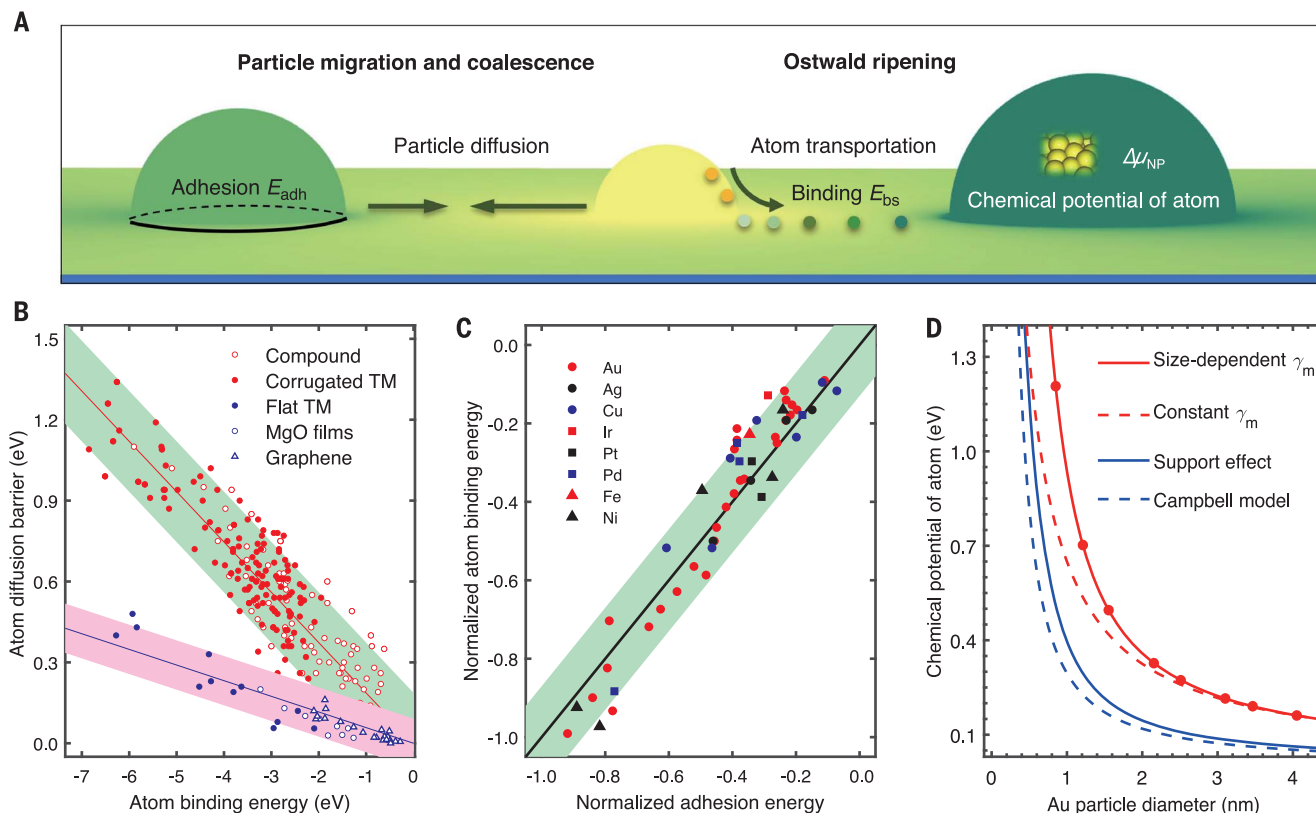 A
Particle migration and coalescence
Ostwald ripening
Particle diffusion
Atom transportation
Adhesion E_adh
Binding E_bs
Δμ_NP
Chemical potential of atom
B
Atom diffusion barrier (eV)
1.5
1.2
0.9
0.6
0.3
0.0
-7 -6 -5 -4 -3 -2 -1 0
Atom binding energy (eV)
Compound
Corrugated TM
Flat TM
MgO films
Graphene
C
Normalized atom binding energy
0.0
-0.2
-0.4
-0.6
-0.8
-1.0
-1.0 -0.8 -0.6 -0.4 -0.2 0.0
Normalized adhesion energy
Au
Ag
Cu
Ir
Pt
Pd
Fe
Ni
D
Chemical potential of atom (eV)
1.3
1.0
0.7
0.4
0.1
0 1 2 3 4
Au particle diameter (nm)
Size-dependent γ_m
Constant γ_m
Support effect
Campbell model